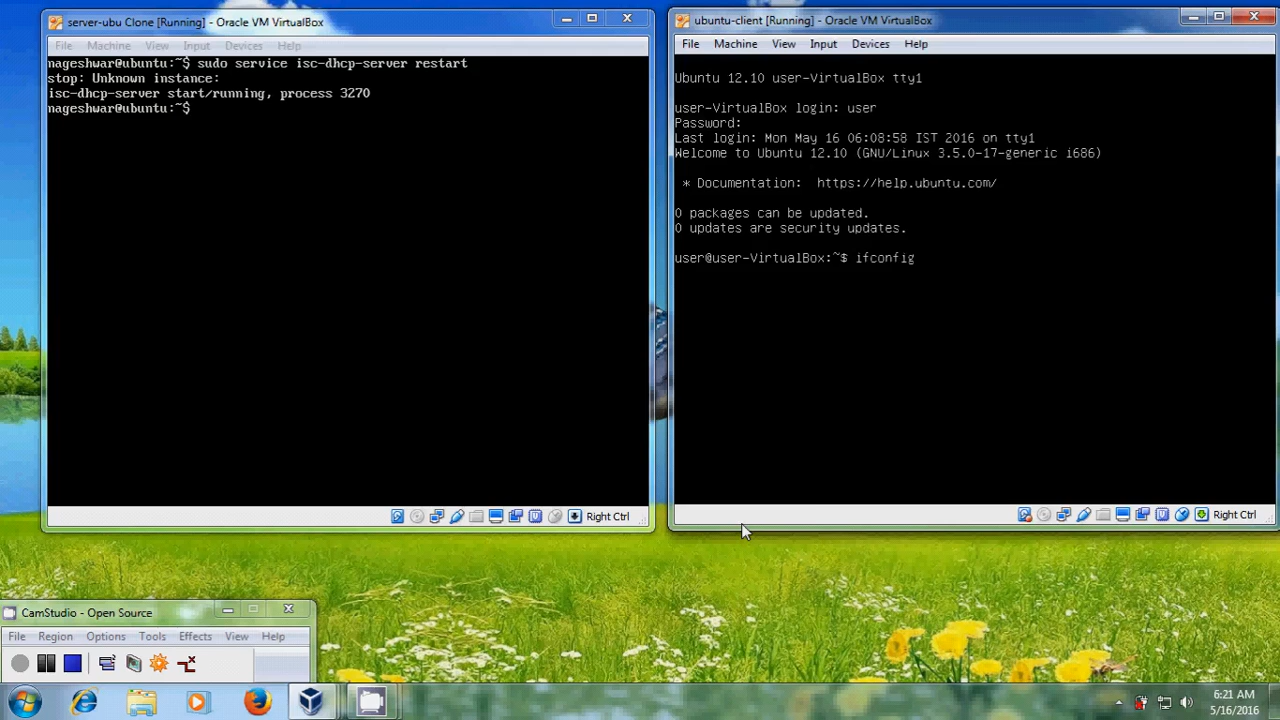 server-ubu Clone [Running] - Oracle VM VirtualBox
File Machine View Input Devices Help
nageshwar@ubuntu:~$ sudo service isc-dhcp-server restart
stop: Unknown instance:
isc-dhcp-server start/running, process 3270
nageshwar@ubuntu:~$
Right Ctrl
ubuntu-client [Running] - Oracle VM VirtualBox
File Machine View Input Devices Help
Ubuntu 12.10 user-VirtualBox tty1
user-VirtualBox login: user
Password:
Last login: Mon May 16 06:08:58 IST 2016 on tty1
Welcome to Ubuntu 12.10 (GNU/Linux 3.5.0-17-generic i686)
* Documentation: https://help.ubuntu.com/
0 packages can be updated.
0 updates are security updates.
user@user-VirtualBox:~$ ifconfig
Right Ctrl
CamStudio - Open Source
File Region Options Tools Effects View Help
6:21 AM
5/16/2016